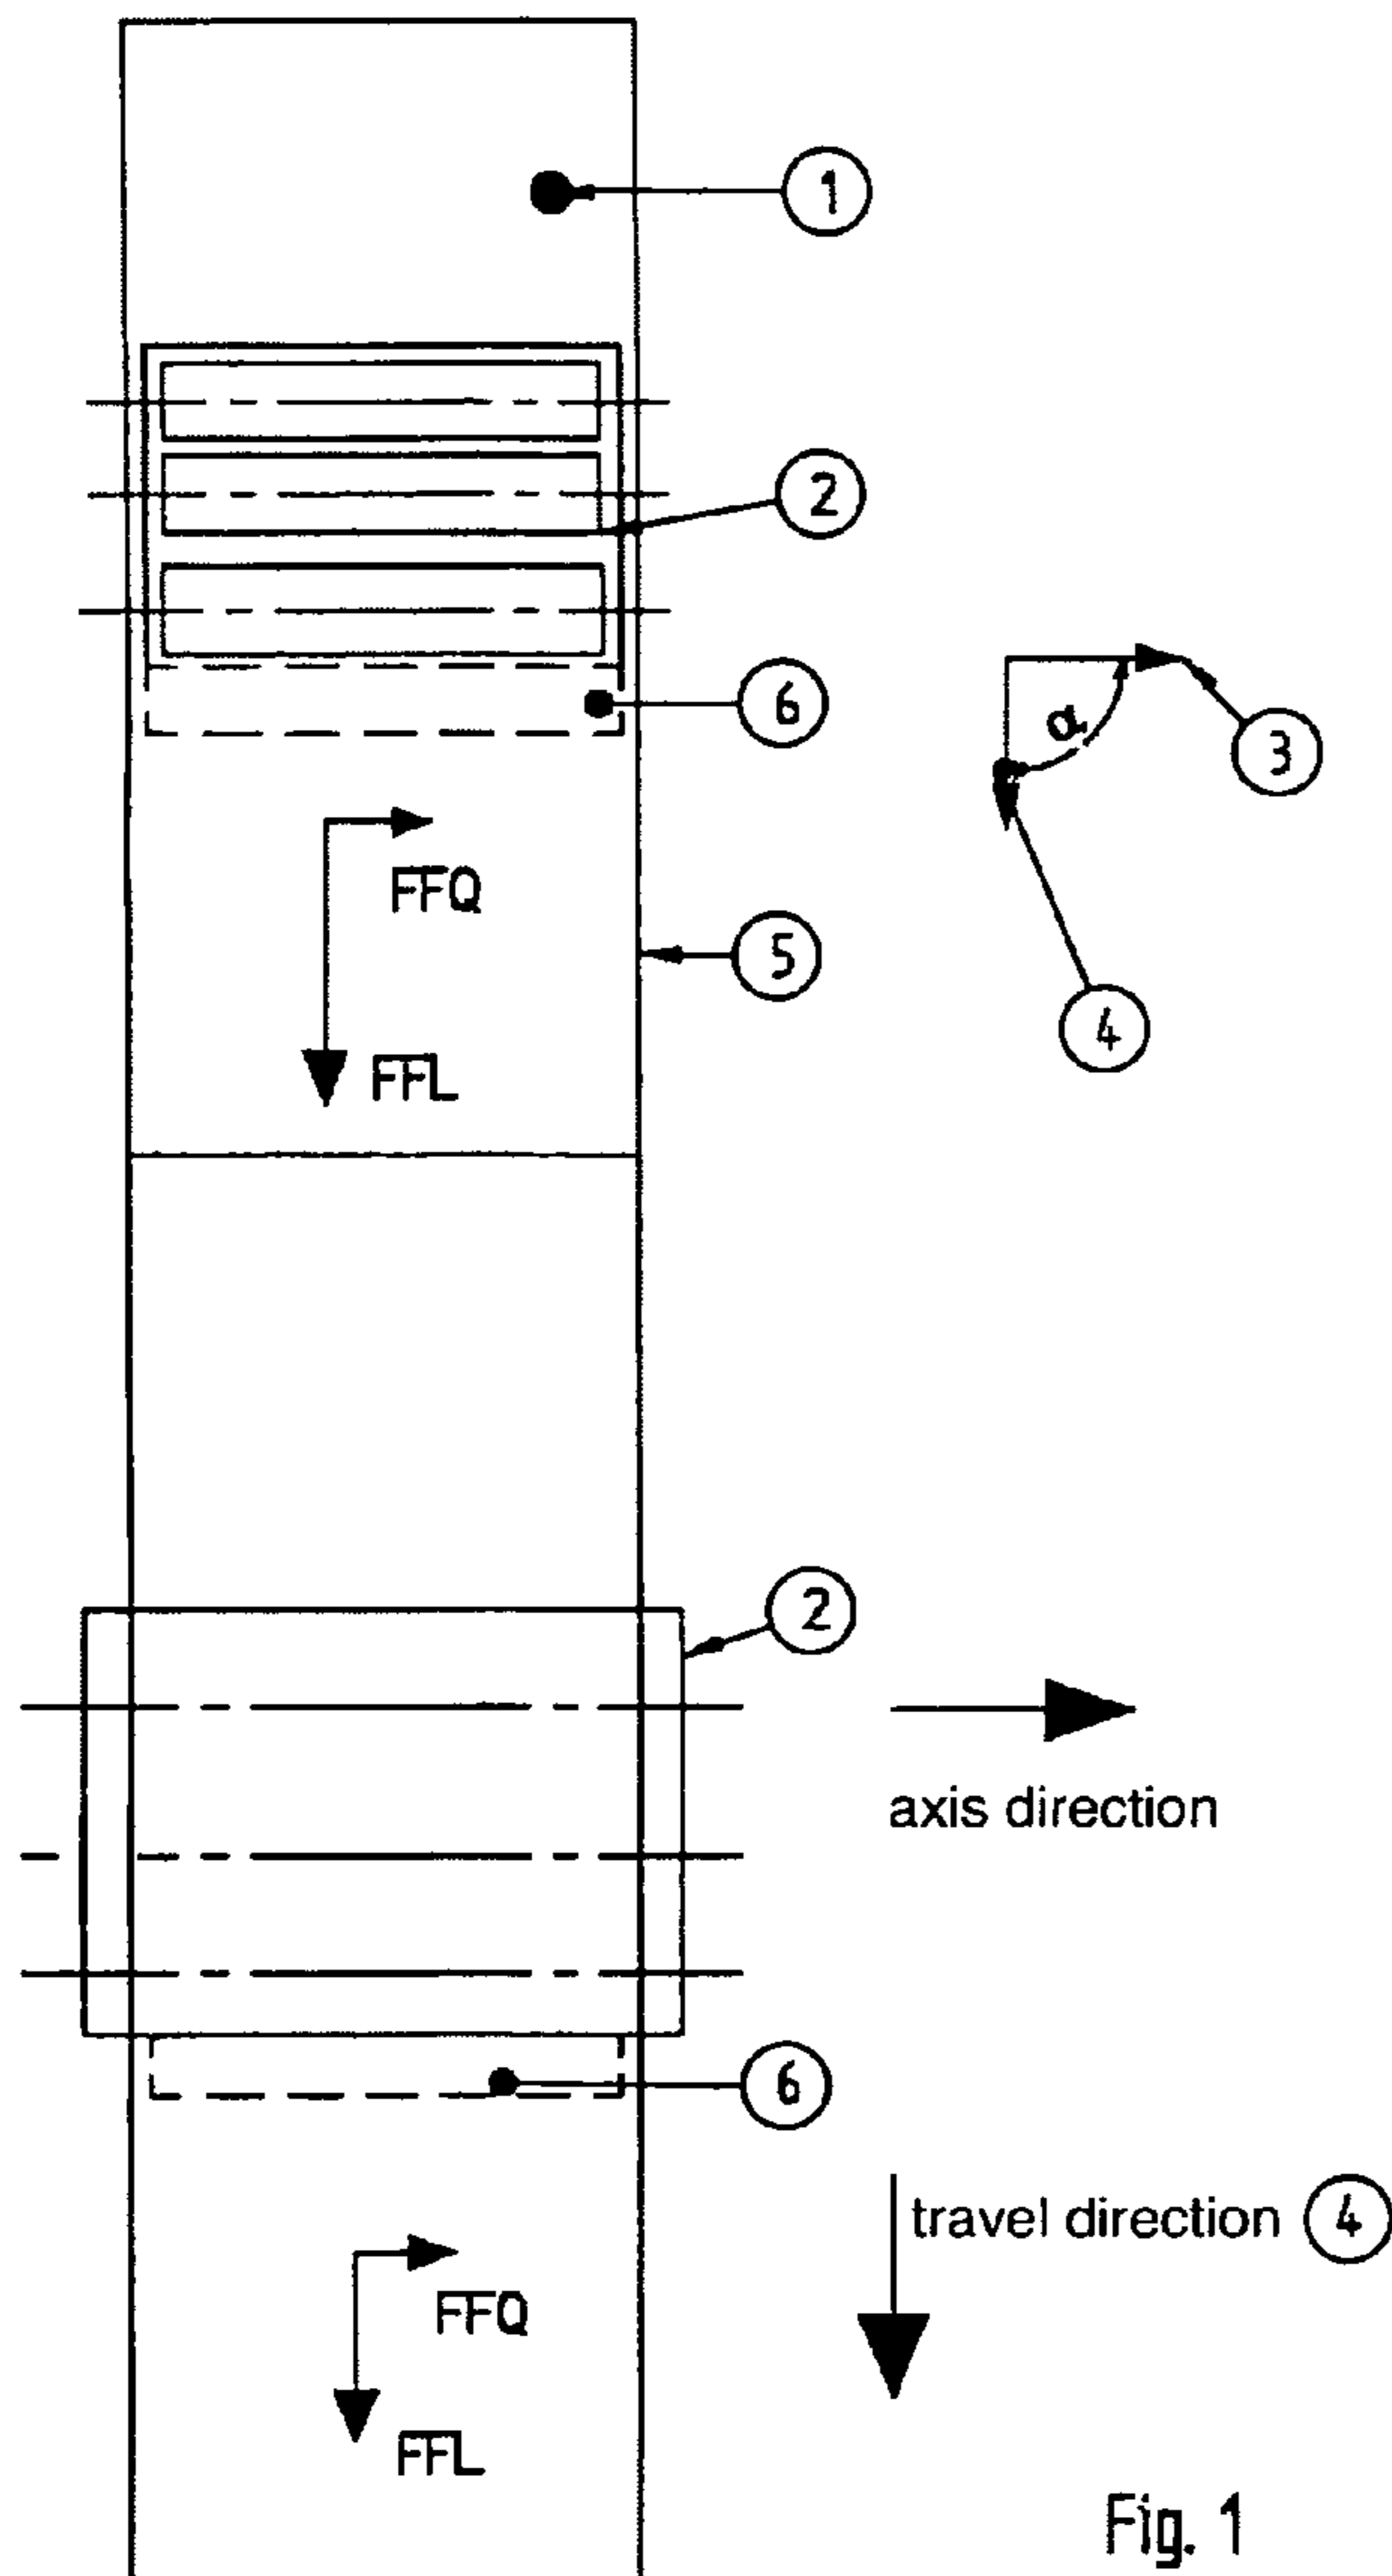 1
2
6
α
3
FFQ
5
4
FFL
2
axis direction
6
travel direction 4
FFQ
FFL
Fig. 1